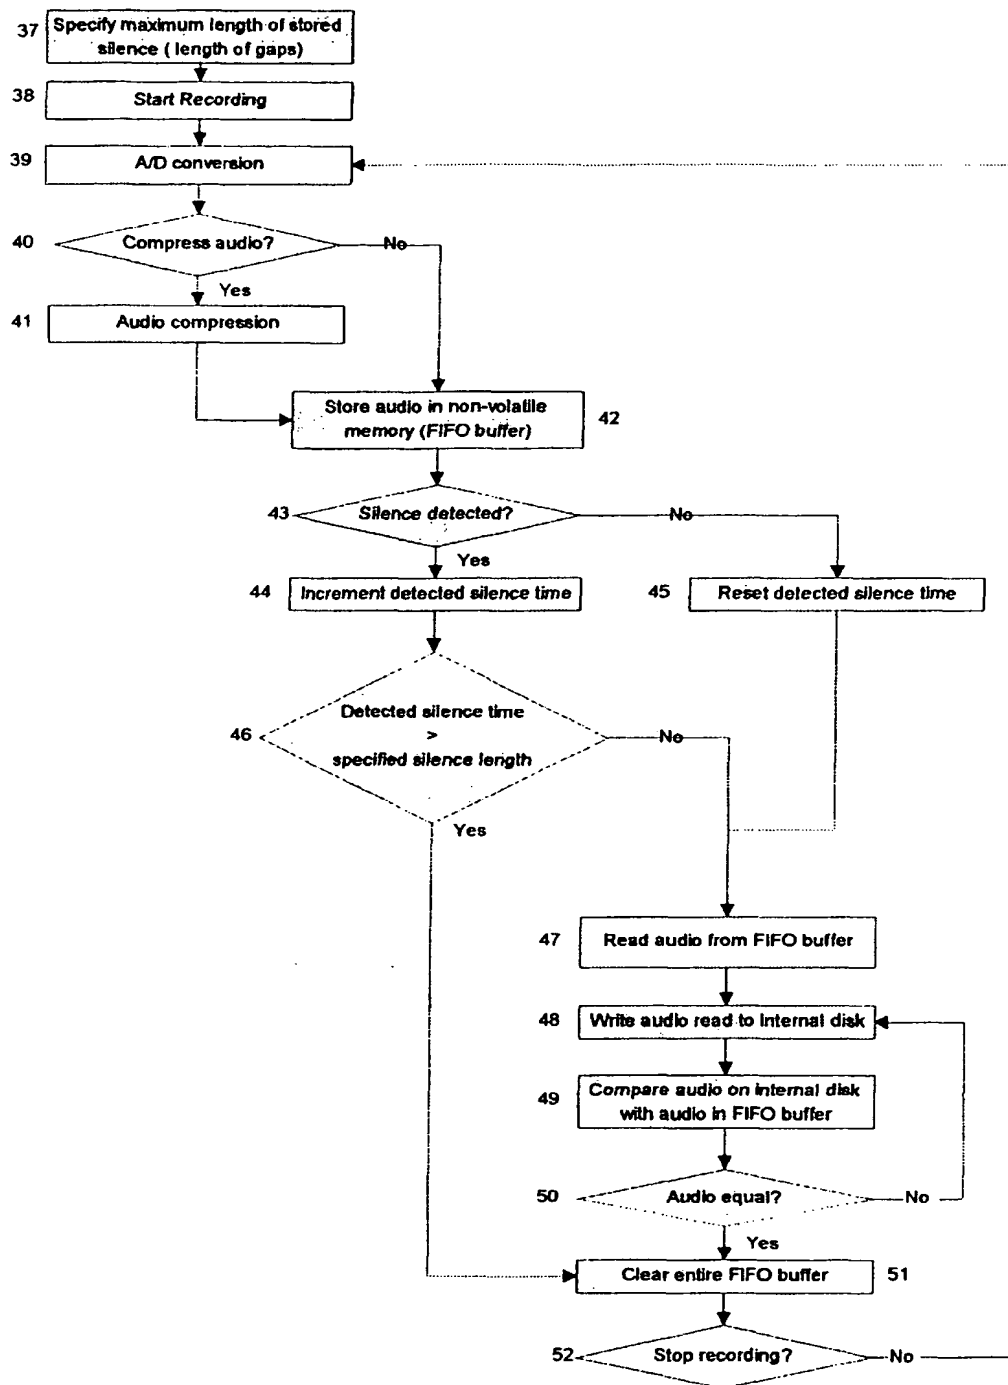 37
Specify maximum length of stored
silence ( length of gaps)
38
Start Recording
39
A/D conversion
40
Compress audio?
No
Yes
41
Audio compression
Store audio in non-volatile
memory (FIFO buffer)
42
43
Silence detected?
No
Yes
44
Increment detected silence time
45
Reset detected silence time
46
Detected silence time
>
specified silence length
No
Yes
47
Read audio from FIFO buffer
48
Write audio read to internal disk
49
Compare audio on internal disk
with audio in FIFO buffer
50
Audio equal?
No
Yes
Clear entire FIFO buffer
51
52
Stop recording?
No